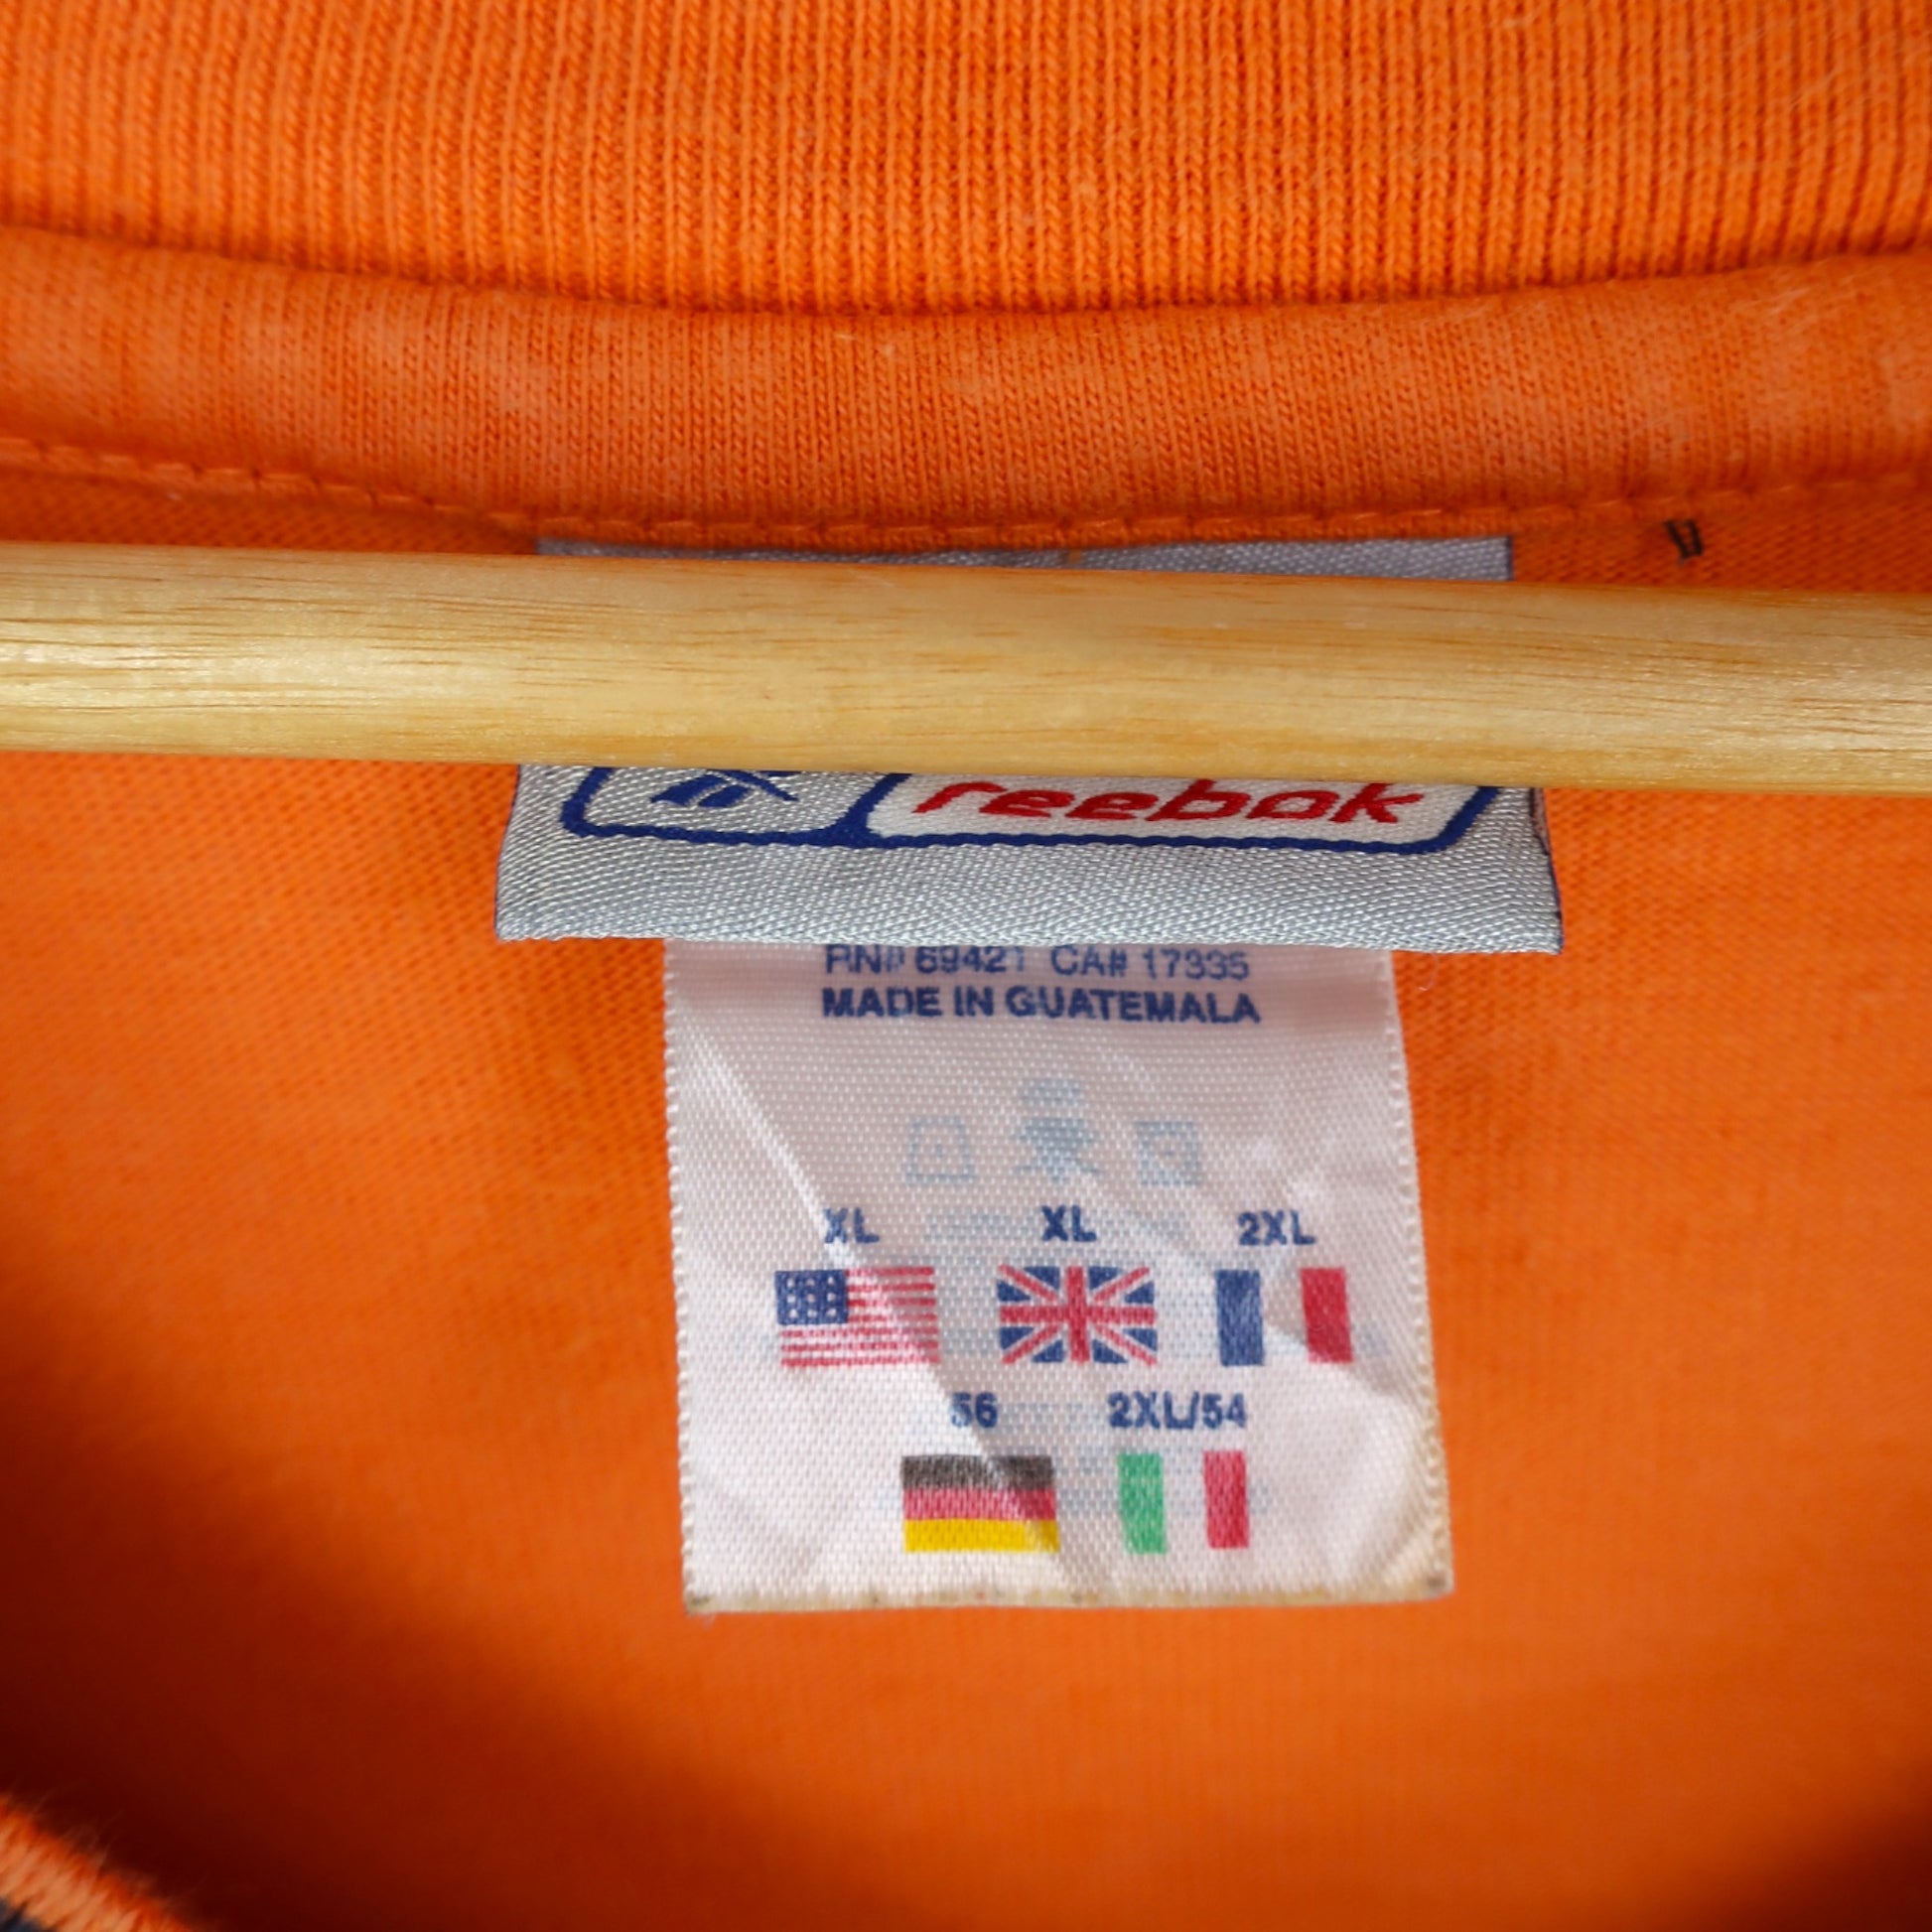 reebok
RN# 69421 CA# 17335
MADE IN GUATEMALA
XL XL 2XL
56 2XL/54